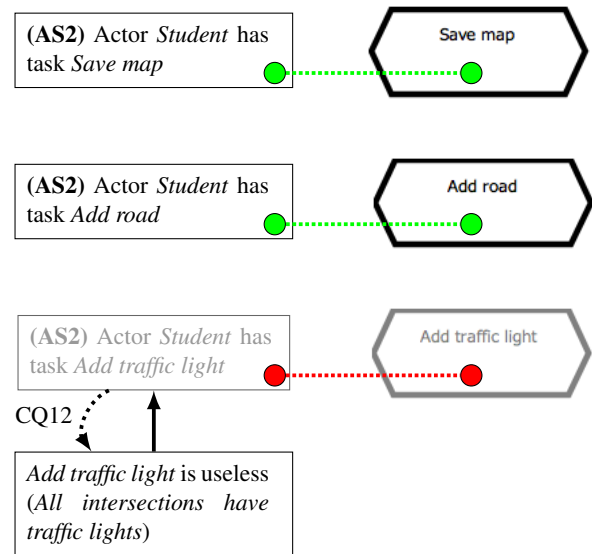 (AS2) Actor Student has
task Save map
Save map
(AS2) Actor Student has
task Add road
Add road
(AS2) Actor Student has
task Add traffic light
Add traffic light
CQ12
Add traffic light is useless
(All intersections have
traffic lights)